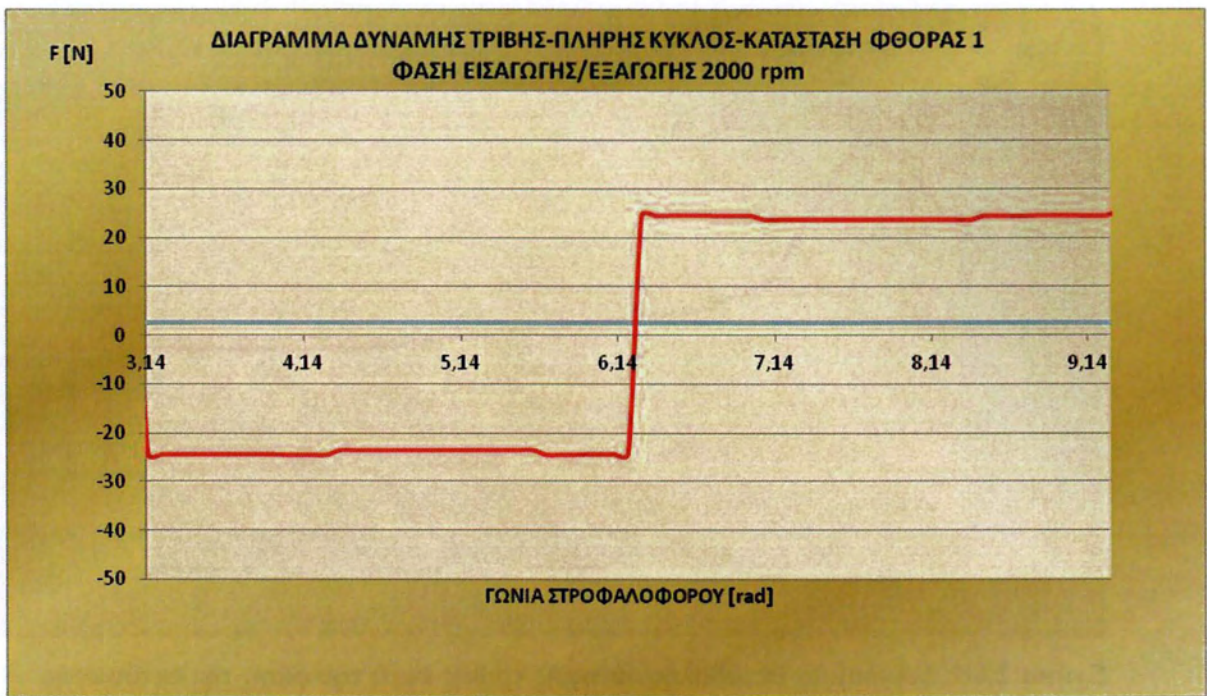 ΔΙΑΓΡΑΜΜΑ ΔΥΝΑΜΗΣ ΤΡΙΒΗΣ-ΠΛΗΡΗΣ ΚΥΚΛΟΣ-ΚΑΤΑΣΤΑΣΗ ΦΘΟΡΑΣ 1
ΦΑΣΗ ΕΙΣΑΓΩΓΗΣ/ΕΞΑΓΩΓΗΣ 2000 rpm
F [N]
50
40
30
20
10
0
3,14 4,14 5,14 6,14 7,14 8,14 9,14
-10
-20
-30
-40
-50
ΓΩΝΙΑ ΣΤΡΟΦΑΛΟΦΟΡΟΥ [rad]